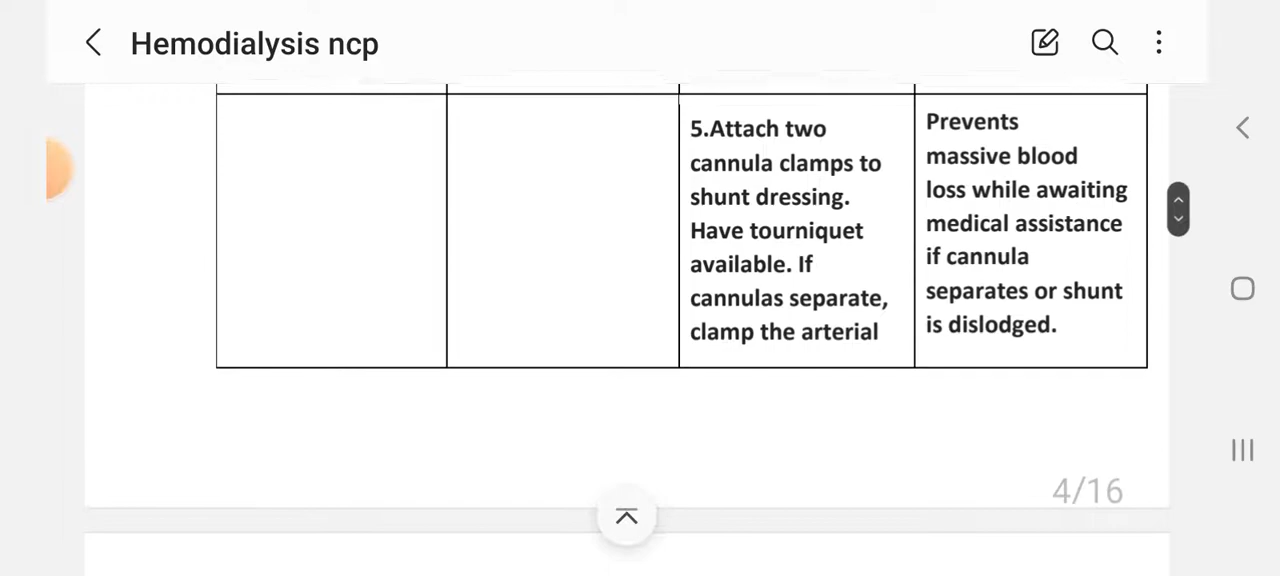 Hemodialysis ncp
5.Attach two
cannula clamps to
shunt dressing.
Have tourniquet
available. If
cannulas separate,
clamp the arterial
Prevents
massive blood
loss while awaiting
medical assistance
if cannula
separates or shunt
is dislodged.
4/16